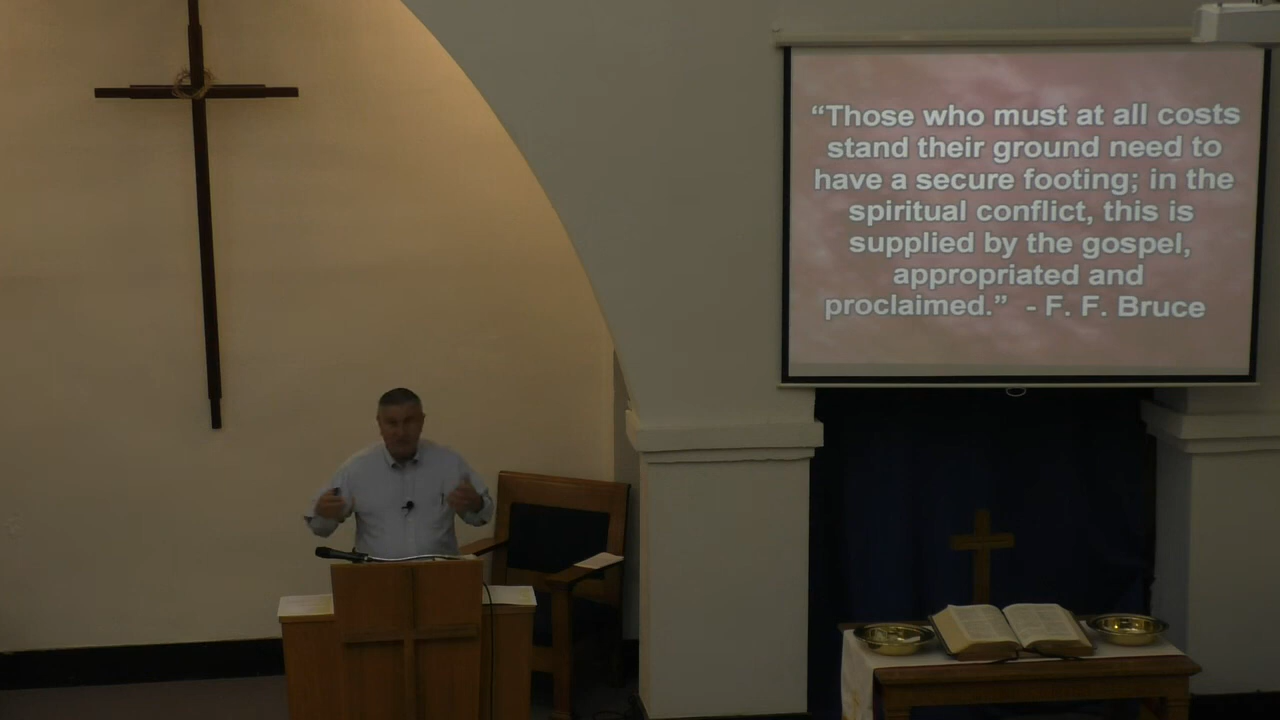 “Those who must at all costs
stand their ground need to
have a secure footing; in the
spiritual conflict, this is
supplied by the gospel,
appropriated and
proclaimed.” - F. F. Bruce